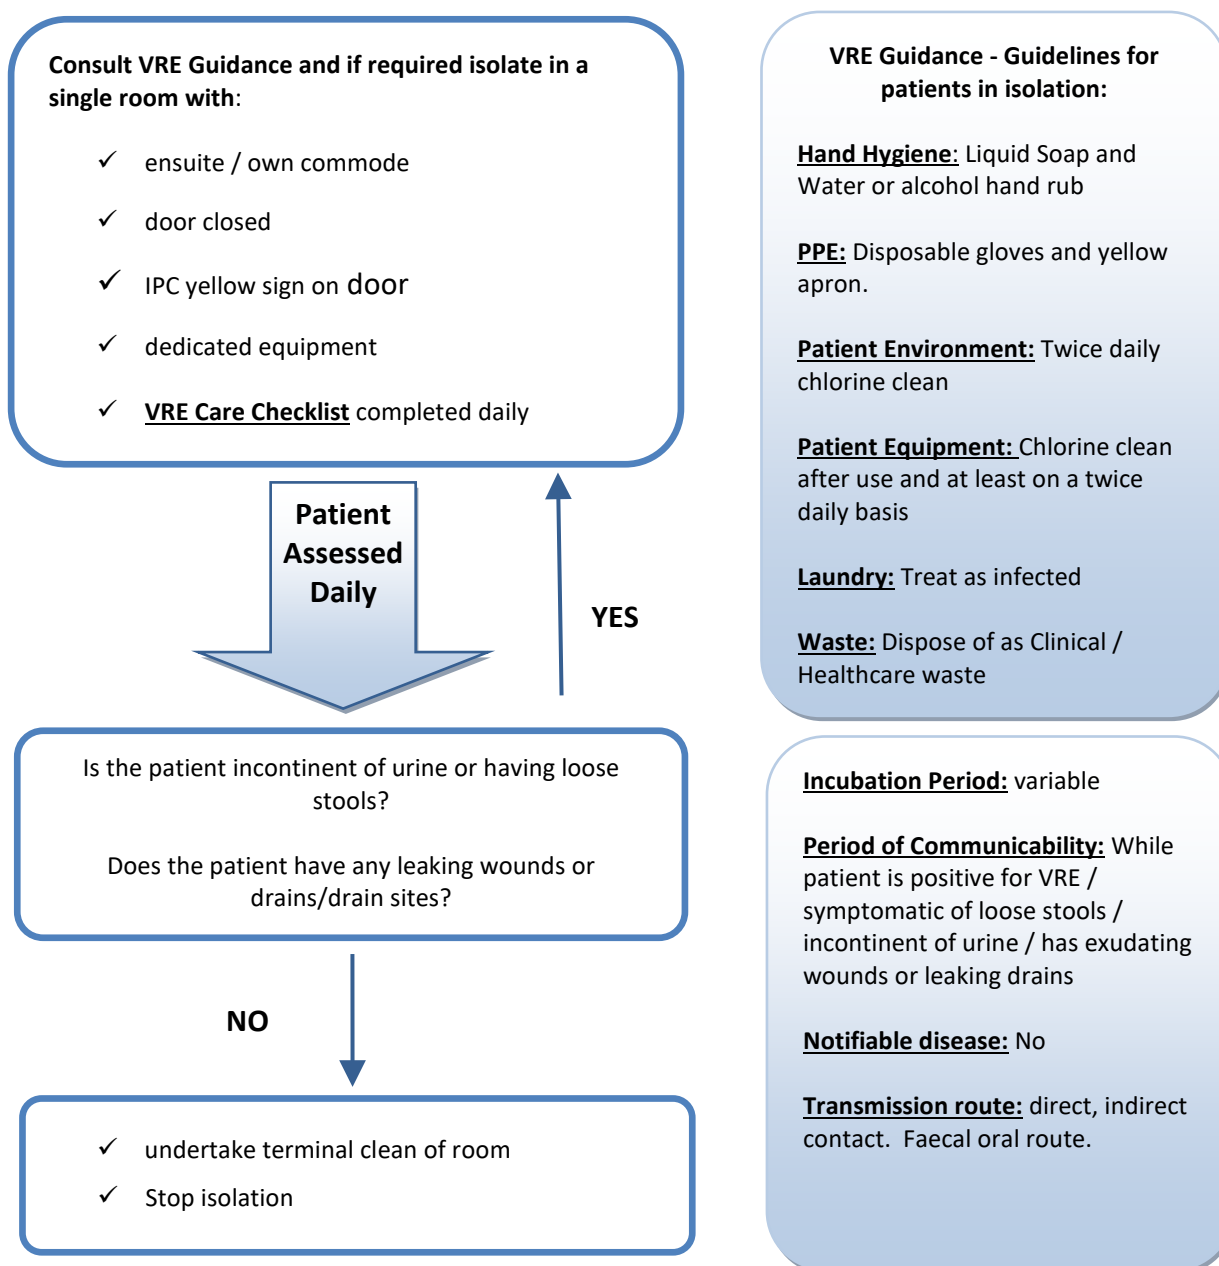 Consult VRE Guidance and if required isolate in a
single room with:
✓ ensuite / own commode
✓ door closed
✓ IPC yellow sign on door
✓ dedicated equipment
✓ VRE Care Checklist completed daily
Patient
Assessed
Daily
YES
Is the patient incontinent of urine or having loose
stools?
Does the patient have any leaking wounds or
drains/drain sites?
NO
✓ undertake terminal clean of room
✓ Stop isolation
VRE Guidance - Guidelines for
patients in isolation:
Hand Hygiene: Liquid Soap and
Water or alcohol hand rub
PPE: Disposable gloves and yellow
apron.
Patient Environment: Twice daily
chlorine clean
Patient Equipment: Chlorine clean
after use and at least on a twice
daily basis
Laundry: Treat as infected
Waste: Dispose of as Clinical /
Healthcare waste
Incubation Period: variable
Period of Communicability: While
patient is positive for VRE /
symptomatic of loose stools /
incontinent of urine / has exudating
wounds or leaking drains
Notifiable disease: No
Transmission route: direct, indirect
contact. Faecal oral route.